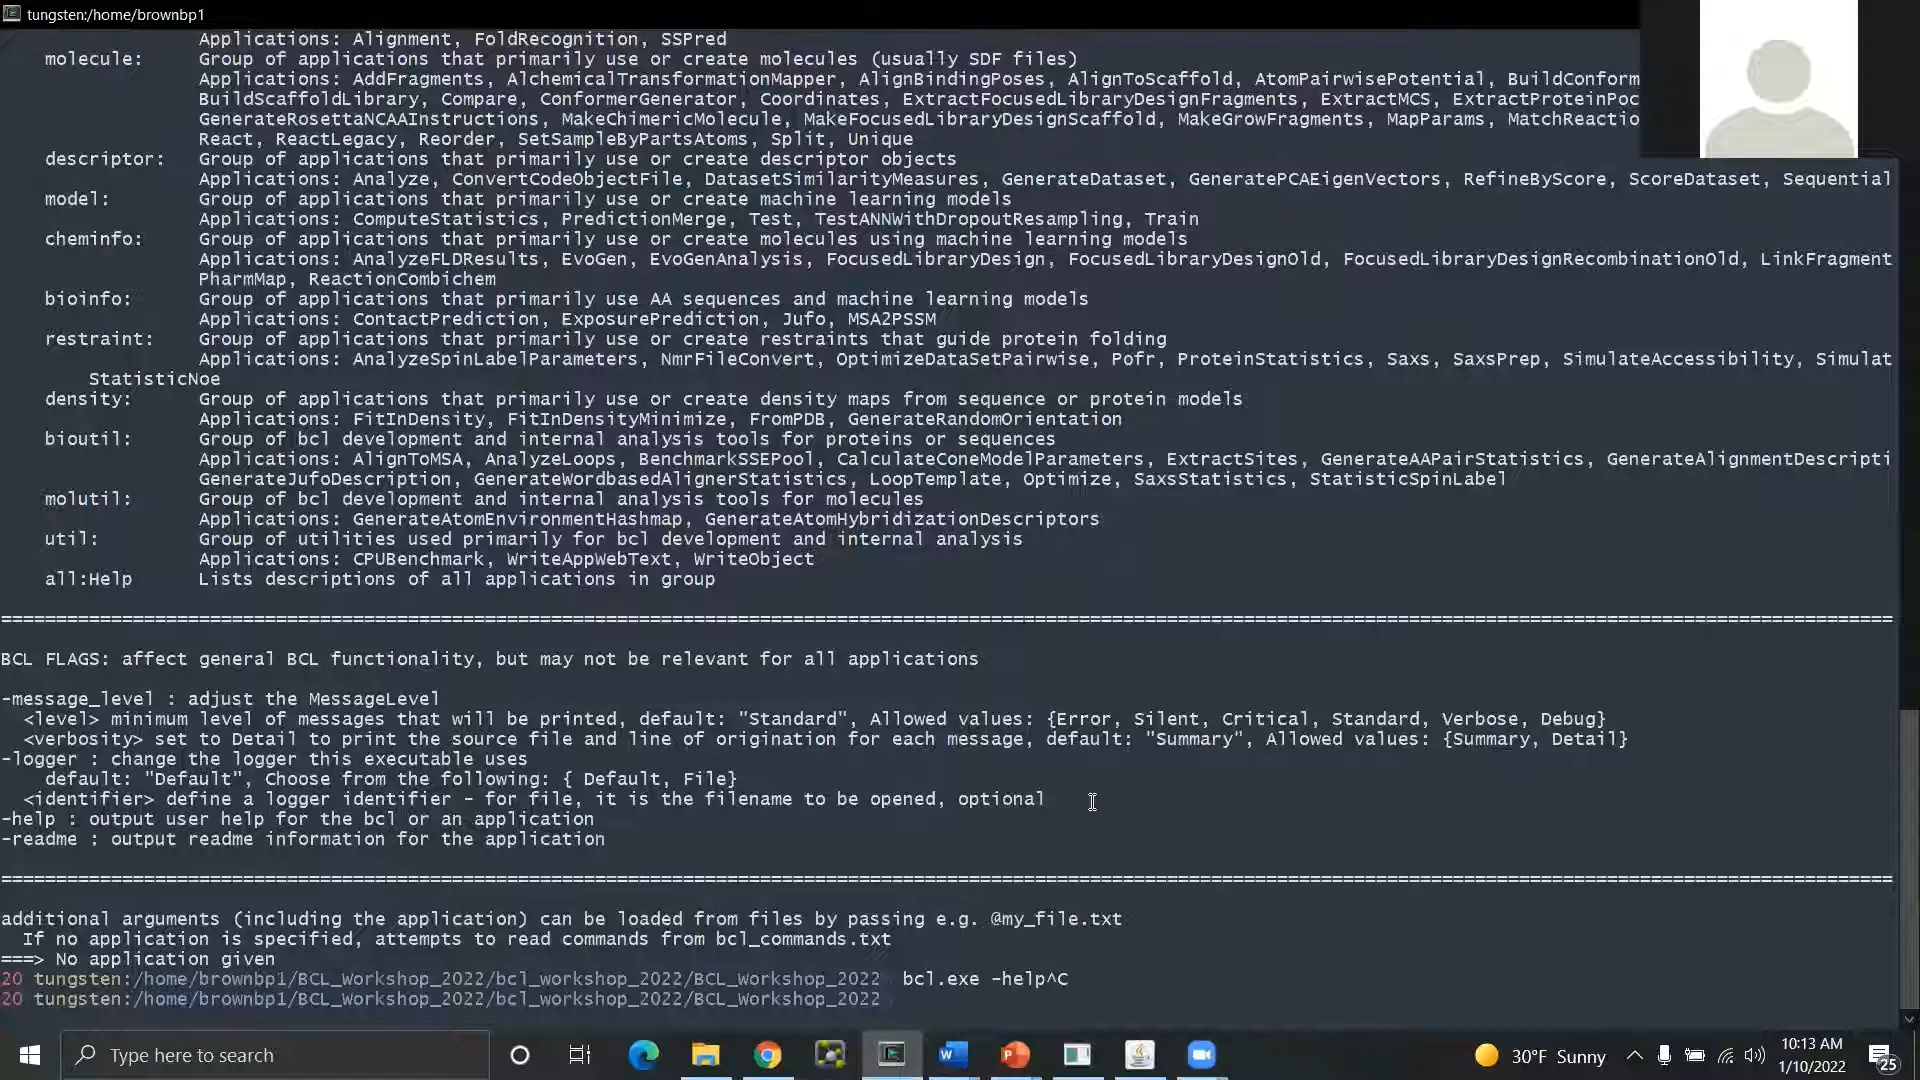 tungsten:/home/brownbp1
Applications: Alignment, FoldRecognition, SSPred
molecule: Group of applications that primarily use or create molecules (usually SDF files)
Applications: AddFragments, AlchemicalTransformationMapper, AlignBindingPoses, AlignToScaffold, AtomPairwisePotential, BuildConform
BuildScaffoldLibrary, Compare, ConformerGenerator, Coordinates, ExtractFocusedLibraryDesignFragments, ExtractMCS, ExtractProteinPoc
GenerateRosettaNCAAInstructions, MakeChimericMolecule, MakeFocusedLibraryDesignScaffold, MakeGrowFragments, MapParams, MatchReactio
React, ReactLegacy, Reorder, SetSampleByPartsAtoms, Split, Unique
descriptor: Group of applications that primarily use or create descriptor objects
Applications: Analyze, ConvertCodeObjectFile, DatasetSimilarityMeasures, GenerateDataset, GeneratePCAEigenVectors, RefineByScore, ScoreDataset, Sequential
model: Group of applications that primarily use or create machine learning models
Applications: ComputeStatistics, PredictionMerge, Test, TestANNWithDropoutResampling, Train
cheminfo: Group of applications that primarily use or create molecules using machine learning models
Applications: AnalyzeFLDResults, EvoGen, EvoGenAnalysis, FocusedLibraryDesign, FocusedLibraryDesignOld, FocusedLibraryDesignRecombinationOld, LinkFragment
PharmMap, ReactionCombichem
bioinfo: Group of applications that primarily use AA sequences and machine learning models
Applications: ContactPrediction, ExposurePrediction, Jufo, MSA2PSSM
restraint: Group of applications that primarily use or create restraints that guide protein folding
Applications: AnalyzeSpinLabelParameters, NmrFileConvert, OptimizeDataSetPairwise, Pofr, ProteinStatistics, Saxs, SaxsPrep, SimulateAccessibility, Simulat
StatisticNoe
density: Group of applications that primarily use or create density maps from sequence or protein models
Applications: FitInDensity, FitInDensityMinimize, FromPDB, GenerateRandomOrientation
bioutil: Group of bcl development and internal analysis tools for proteins or sequences
Applications: AlignToMSA, AnalyzeLoops, BenchmarkSSEPool, CalculateConeModelParameters, ExtractSites, GenerateAAPairStatistics, GenerateAlignmentDescripti
GenerateJufoDescription, GenerateWordbasedAlignerStatistics, LoopTemplate, Optimize, SaxsStatistics, StatisticSpinLabel
molutil: Group of bcl development and internal analysis tools for molecules
Applications: GenerateAtomEnvironmentHashmap, GenerateAtomHybridizationDescriptors
util: Group of utilities used primarily for bcl development and internal analysis
Applications: CPUBenchmark, WriteAppWebText, WriteObject
all:Help Lists descriptions of all applications in group
============================================================================================================================================================================
BCL FLAGS: affect general BCL functionality, but may not be relevant for all applications
-message_level : adjust the MessageLevel
<level> minimum level of messages that will be printed, default: "Standard", Allowed values: {Error, Silent, Critical, Standard, Verbose, Debug}
<verbosity> set to Detail to print the source file and line of origination for each message, default: "Summary", Allowed values: {Summary, Detail}
-logger : change the logger this executable uses
default: "Default", Choose from the following: { Default, File}
<identifier> define a logger identifier - for file, it is the filename to be opened, optional
-help : output user help for the bcl or an application
-readme : output readme information for the application
============================================================================================================================================================================
additional arguments (including the application) can be loaded from files by passing e.g. @my_file.txt
If no application is specified, attempts to read commands from bcl_commands.txt
===> No application given
20 tungsten:/home/brownbp1/BCL_Workshop_2022/bcl_workshop_2022/BCL_Workshop_2022 bcl.exe -help^C
20 tungsten:/home/brownbp1/BCL_Workshop_2022/bcl_workshop_2022/BCL_Workshop_2022
Type here to search
30°F Sunny
10:13 AM
1/10/2022
25